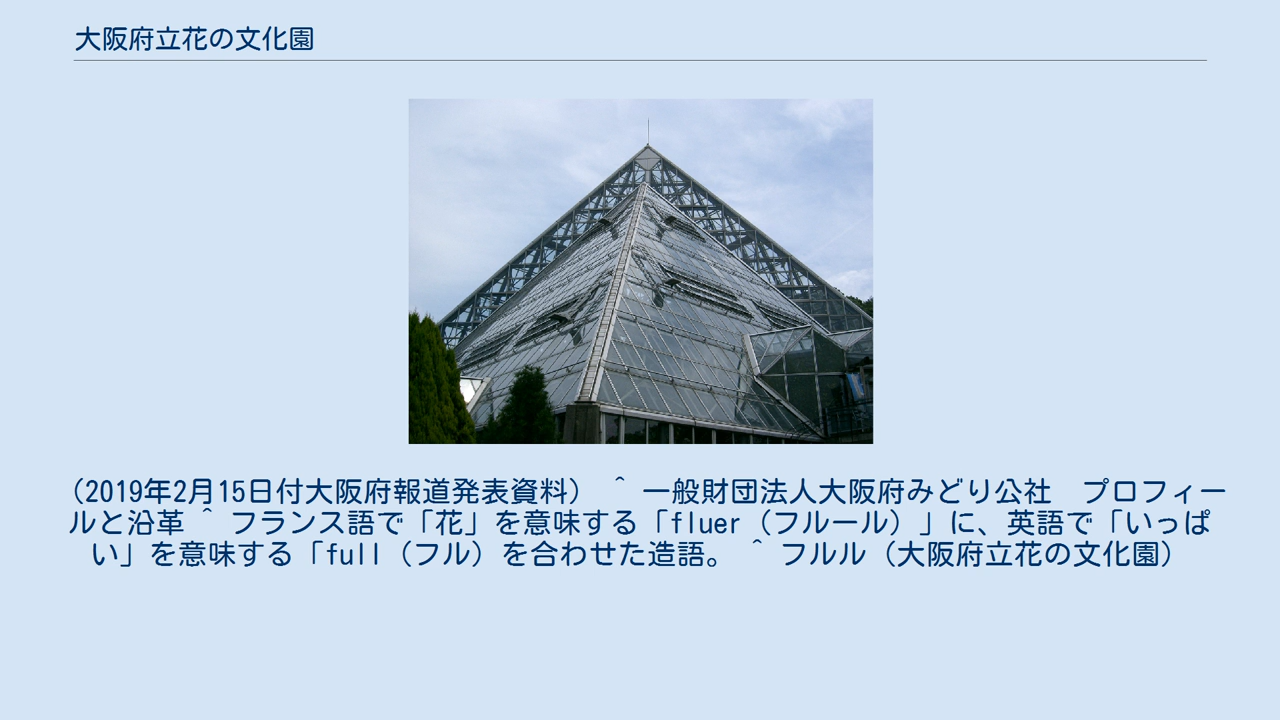 大阪府立花の文化園
（2019年2月15日付大阪府報道発表資料） ^ 一般財団法人大阪府みどり公社　プロフィー
ルと沿革 ^ フランス語で「花」を意味する「fluer（フルール）」に、英語で「いっぱ
い」を意味する「full（フル）を合わせた造語。 ^ フルル（大阪府立花の文化園）